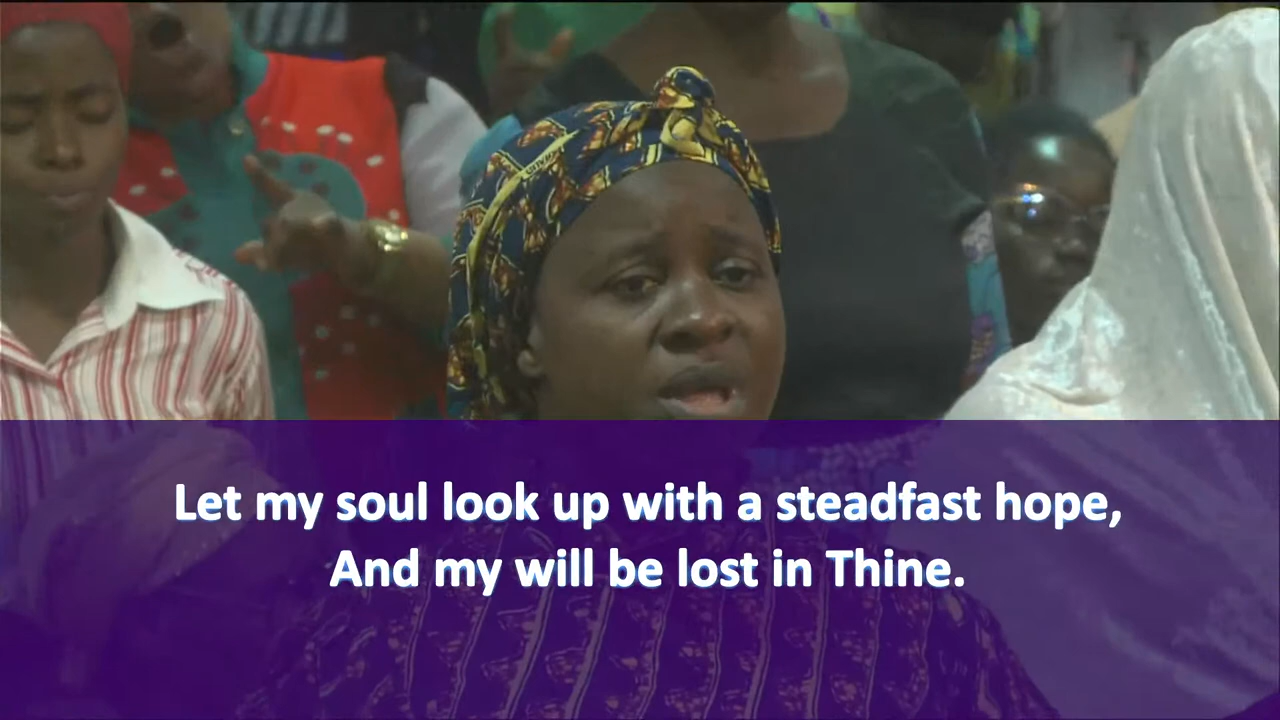 Let my soul look up with a steadfast hope,
And my will be lost in Thine.